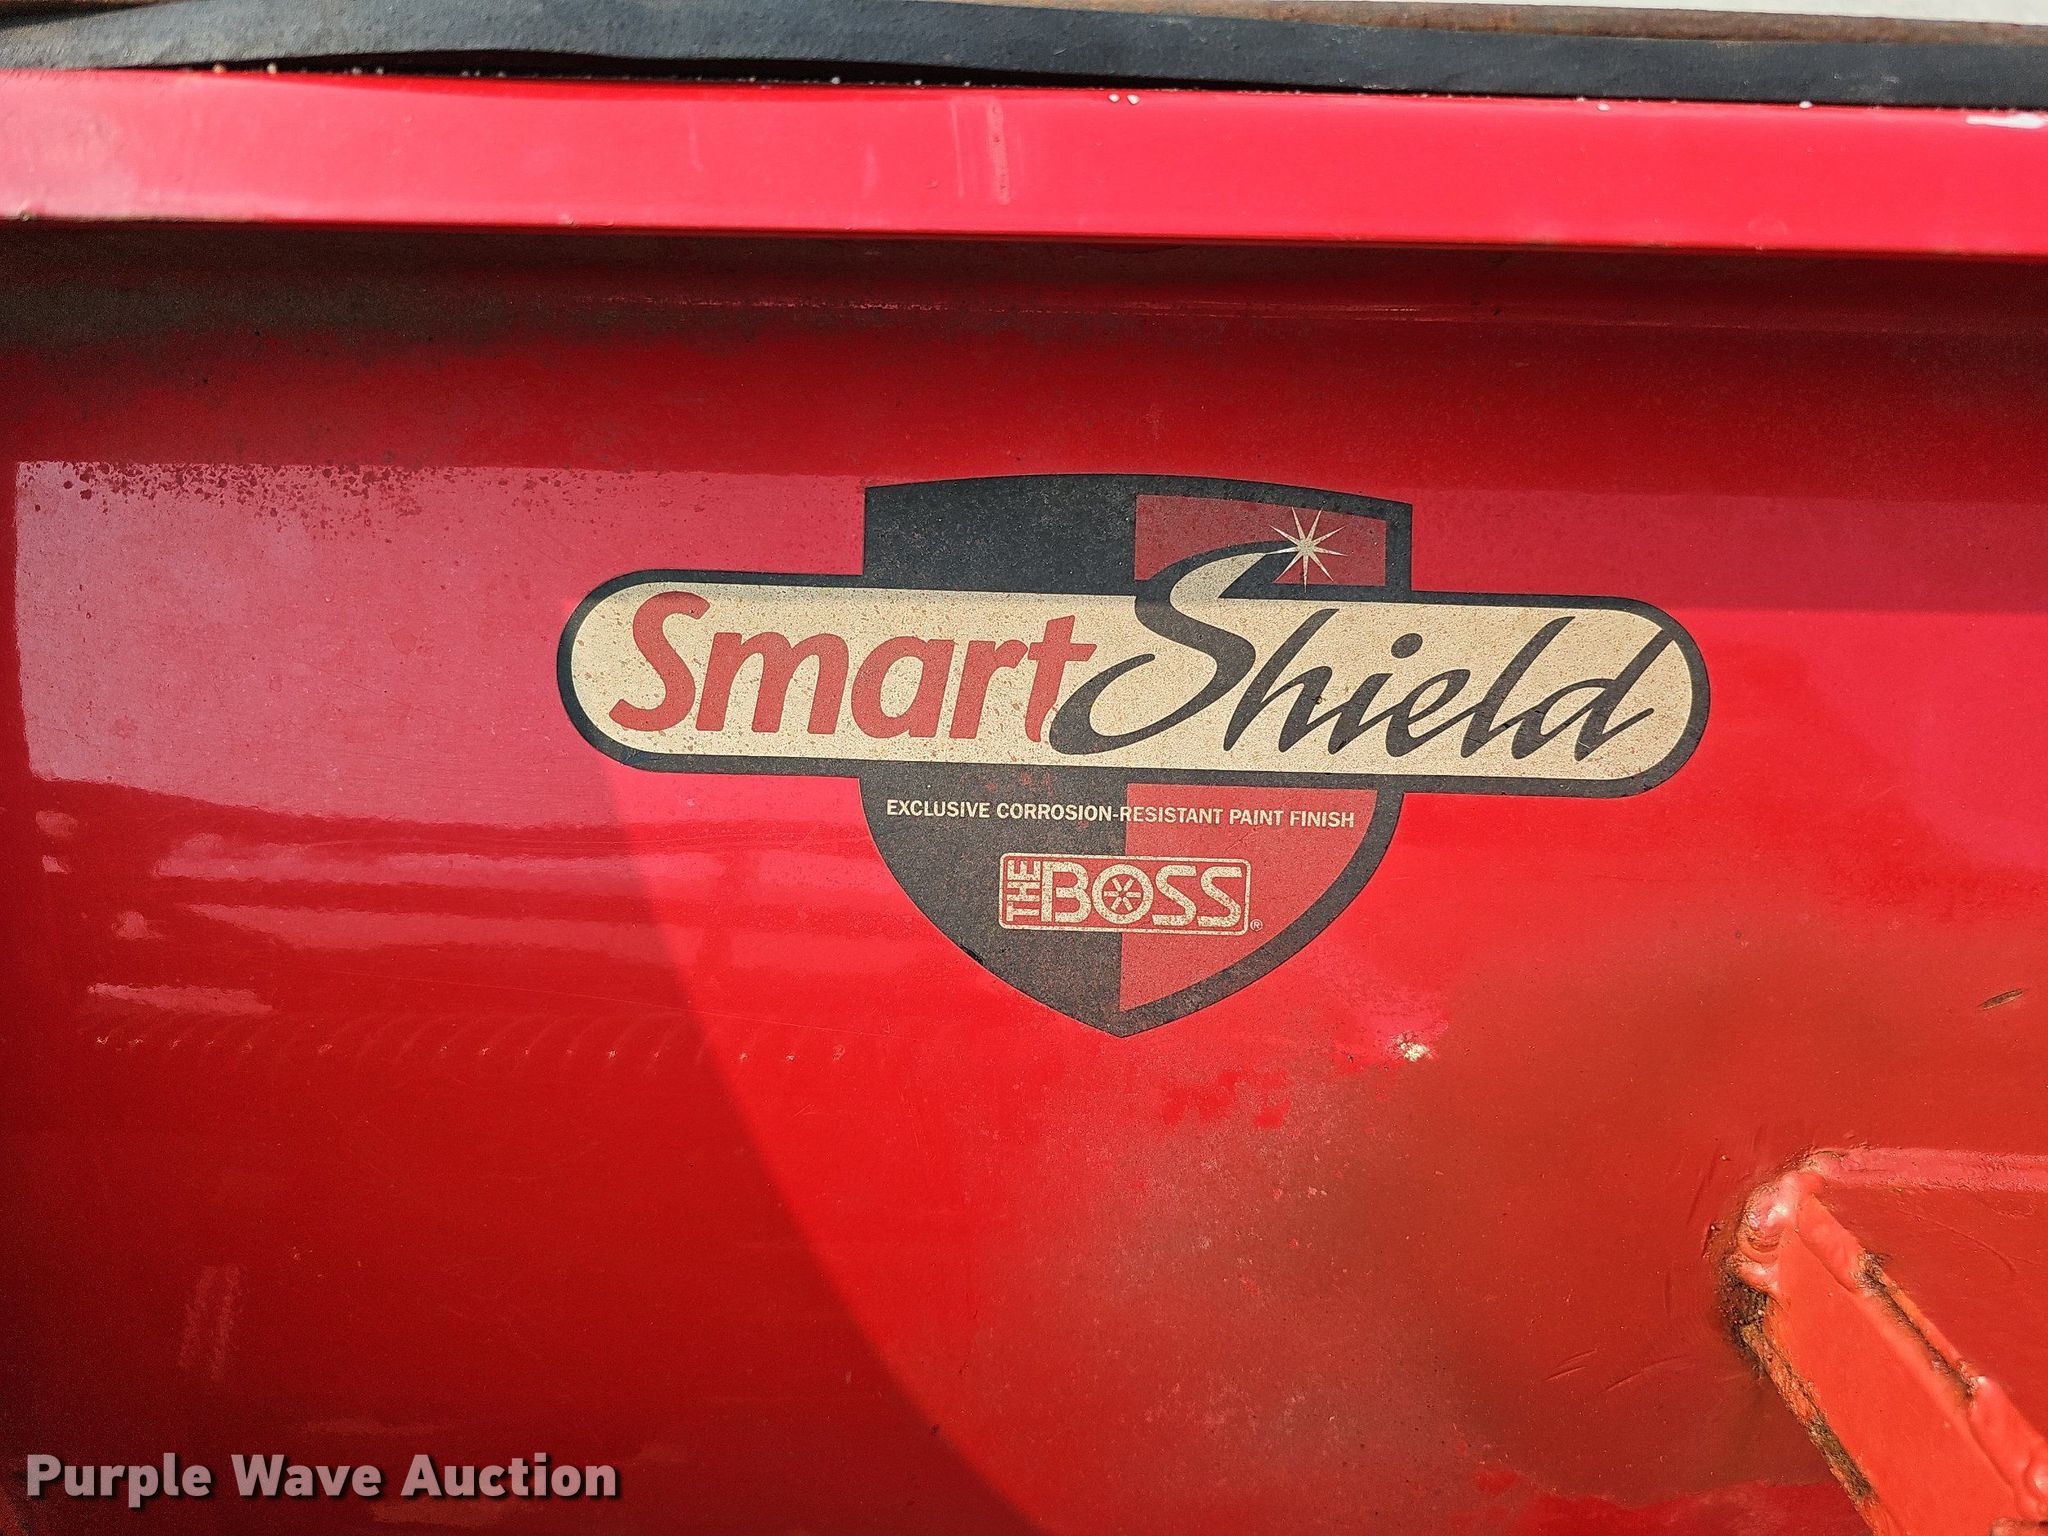 SmartShield
EXCLUSIVE CORROSION-RESISTANT PAINT FINISH
THE BOSS®
Purple Wave Auction